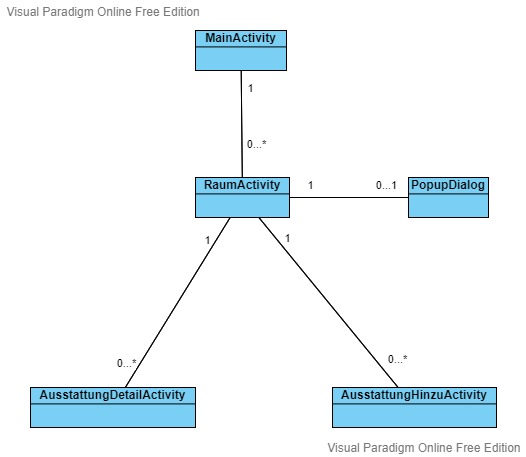 Visual Paradigm Online Free Edition
MainActivity
1
0...*
RaumActivity
1
0...1
PopupDialog
1
1
0...*
0...*
AusstattungDetailActivity
AusstattungHinzuActivity
Visual Paradigm Online Free Edition